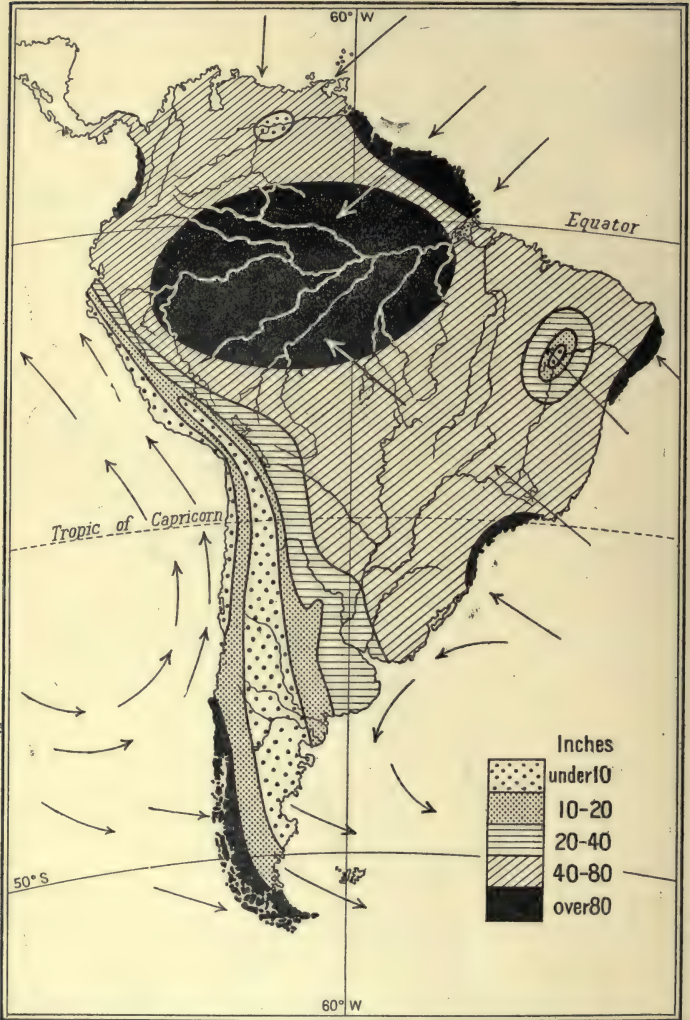 60° W
Equator
Tropic of Capricorn
Inches
under10
10-20
20-40
40-80
over80
50° S
60° W